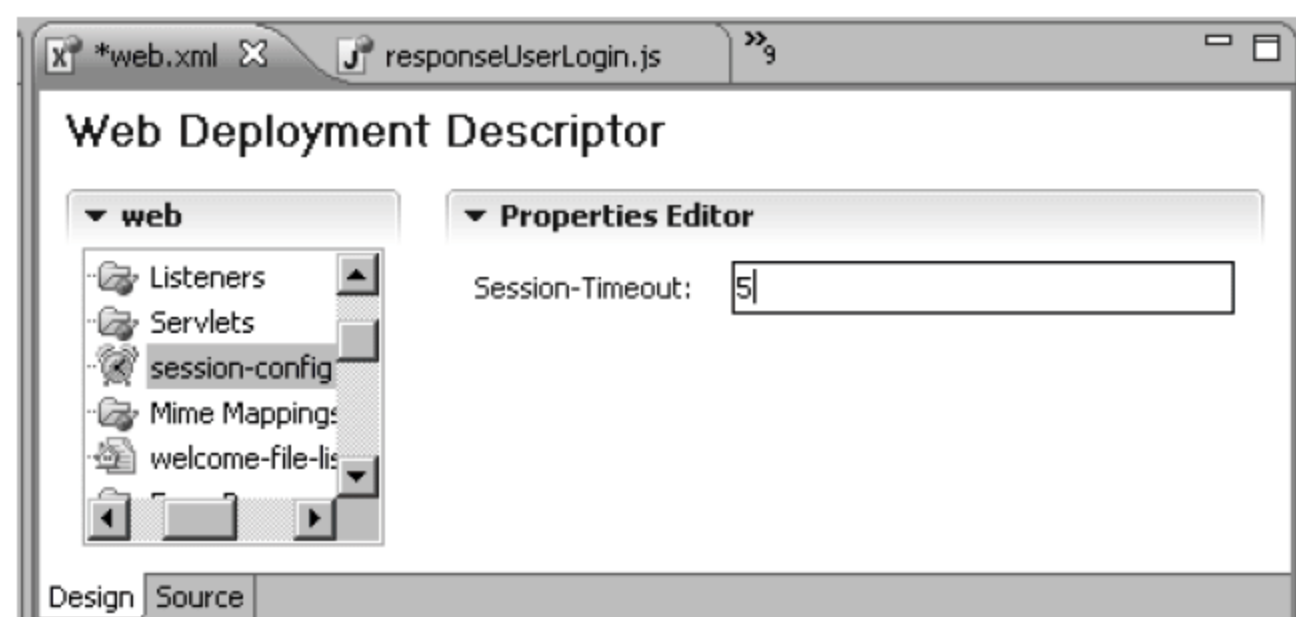 *web.xml
responseUserLogin.js
»9
Web Deployment Descriptor
web
Properties Editor
Listeners
Session-Timeout: 5
Servlets
session-config
Mime Mappings
welcome-file-lis
Design
Source